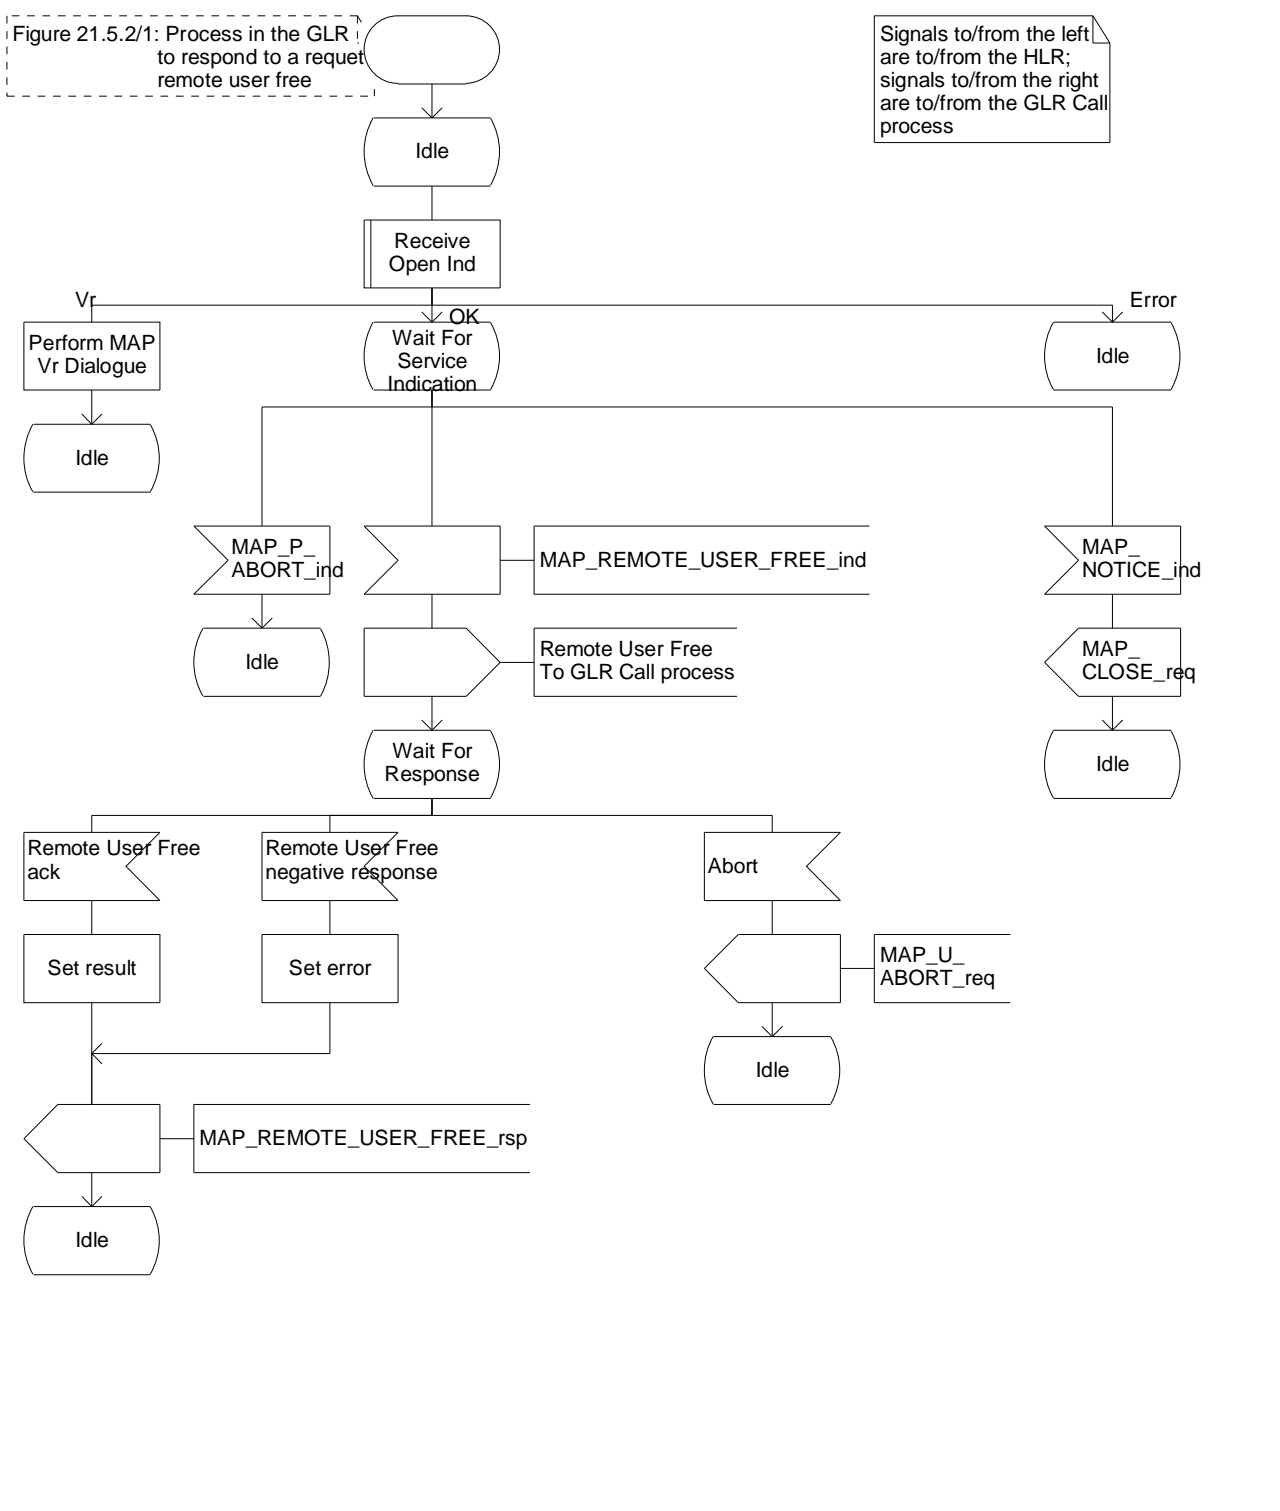 Figure 21.5.2/1: Process in the GLR
to respond to a requet
remote user free
Signals to/from the left
are to/from the HLR;
signals to/from the right
are to/from the GLR Call
process
Idle
Receive
Open Ind
Vr
OK
Error
Perform MAP
Vr Dialogue
Wait For
Service
Indication
Idle
Idle
MAP_P_
ABORT_ind
MAP_REMOTE_USER_FREE_ind
MAP_
NOTICE_ind
Idle
Remote User Free
To GLR Call process
MAP_
CLOSE_req
Wait For
Response
Idle
Remote User Free
ack
Remote User Free
negative response
Abort
Set result
Set error
MAP_U_
ABORT_req
Idle
MAP_REMOTE_USER_FREE_rsp
Idle